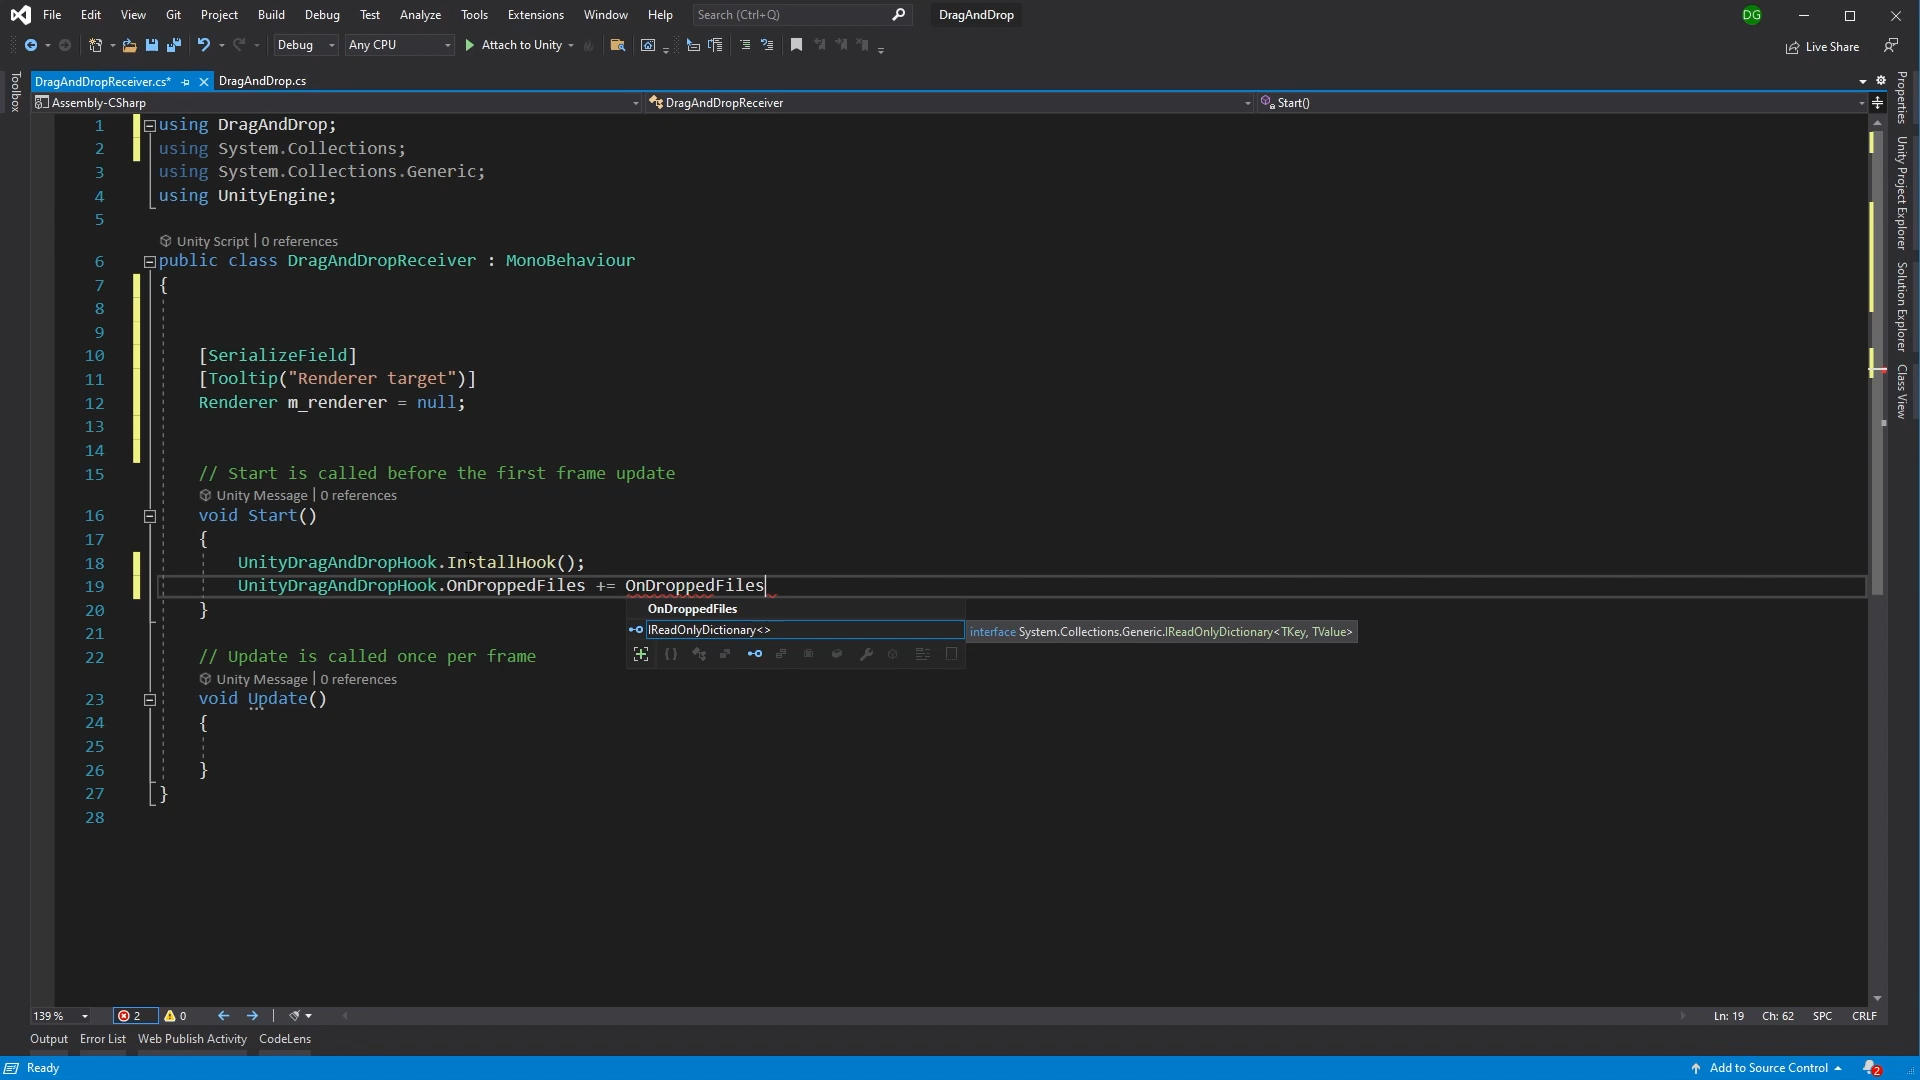 File Edit View Git Project Build Debug Test Analyze Tools Extensions Window Help Search (Ctrl+Q) DragAndDrop DG
Debug Any CPU Attach to Unity Live Share
DragAndDropReceiver.cs* DragAndDrop.cs
Assembly-CSharp DragAndDropReceiver Start()
Toolbox
Properties
Unity Project Explorer
Solution Explorer
Class View
1 using DragAndDrop;
2 using System.Collections;
3 using System.Collections.Generic;
4 using UnityEngine;
5
Unity Script | 0 references
6 public class DragAndDropReceiver : MonoBehaviour
7 {
8
9
10 [SerializeField]
11 [Tooltip("Renderer target")]
12 Renderer m_renderer = null;
13
14
15 // Start is called before the first frame update
Unity Message | 0 references
16 void Start()
17 {
18 UnityDragAndDropHook.InstallHook();
19 UnityDragAndDropHook.OnDroppedFiles += OnDroppedFiles
20 }
OnDroppedFiles
IReadOnlyDictionary<> interface System.Collections.Generic.IReadOnlyDictionary<TKey, TValue>
21
22 // Update is called once per frame
Unity Message | 0 references
23 void Update()
24 {
25
26 }
27 }
28
139 % 2 0 Ln: 19 Ch: 62 SPC CRLF
Output Error List Web Publish Activity CodeLens
Ready Add to Source Control 2